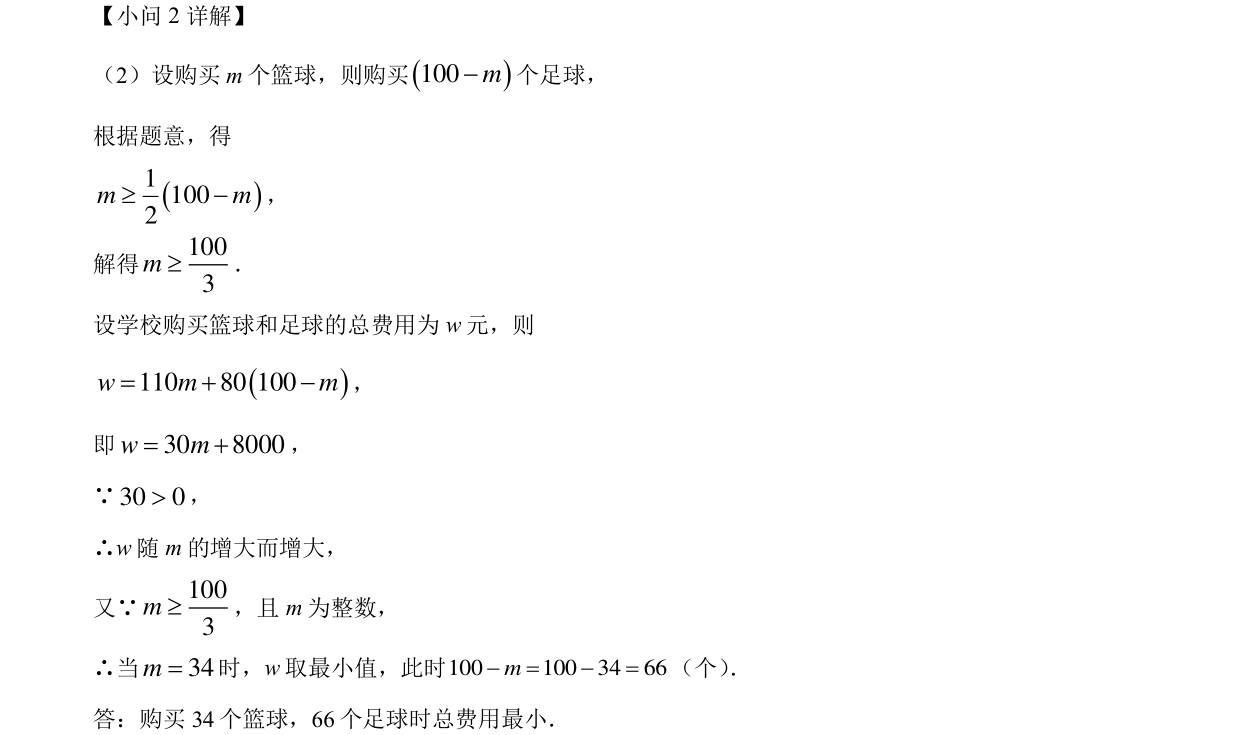 【小问 2 详解】
（2）设购买 m 个篮球，则购买(100−m)个足球，
根据题意，得
m ≥ 1/2(100−m)，
解得 m ≥ 100/3．
设学校购买篮球和足球的总费用为 w 元，则
w = 110m + 80(100−m)，
即 w = 30m + 8000，
∵ 30 > 0，
∴w 随 m 的增大而增大，
又∵ m ≥ 100/3，且 m 为整数，
∴当 m = 34 时，w 取最小值，此时 100 − m = 100 − 34 = 66（个）．
答：购买 34 个篮球，66 个足球时总费用最小．